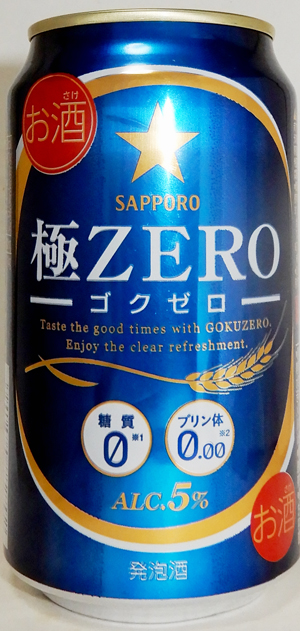 さけ
お酒
SAPPORO
極ZERO
ゴクゼロ
Taste the good times with GOKUZERO.
Enjoy the clear refreshment.
糖質
0※1
プリン体
0.00※2
ALC.5%
お酒
発泡酒